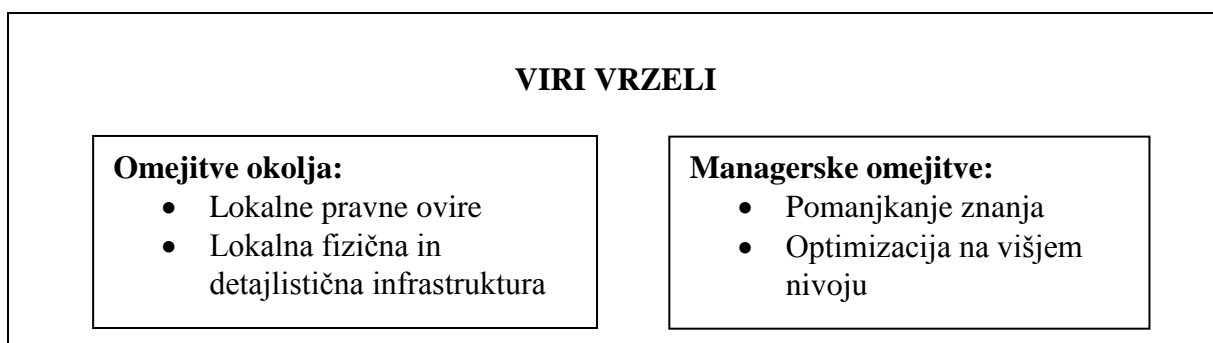 VIRI VRZELI
Omejitve okolja:
• Lokalne pravne ovire
• Lokalna fizična in
detajlistična infrastruktura
Managerske omejitve:
• Pomanjkanje znanja
• Optimizacija na višjem
nivoju